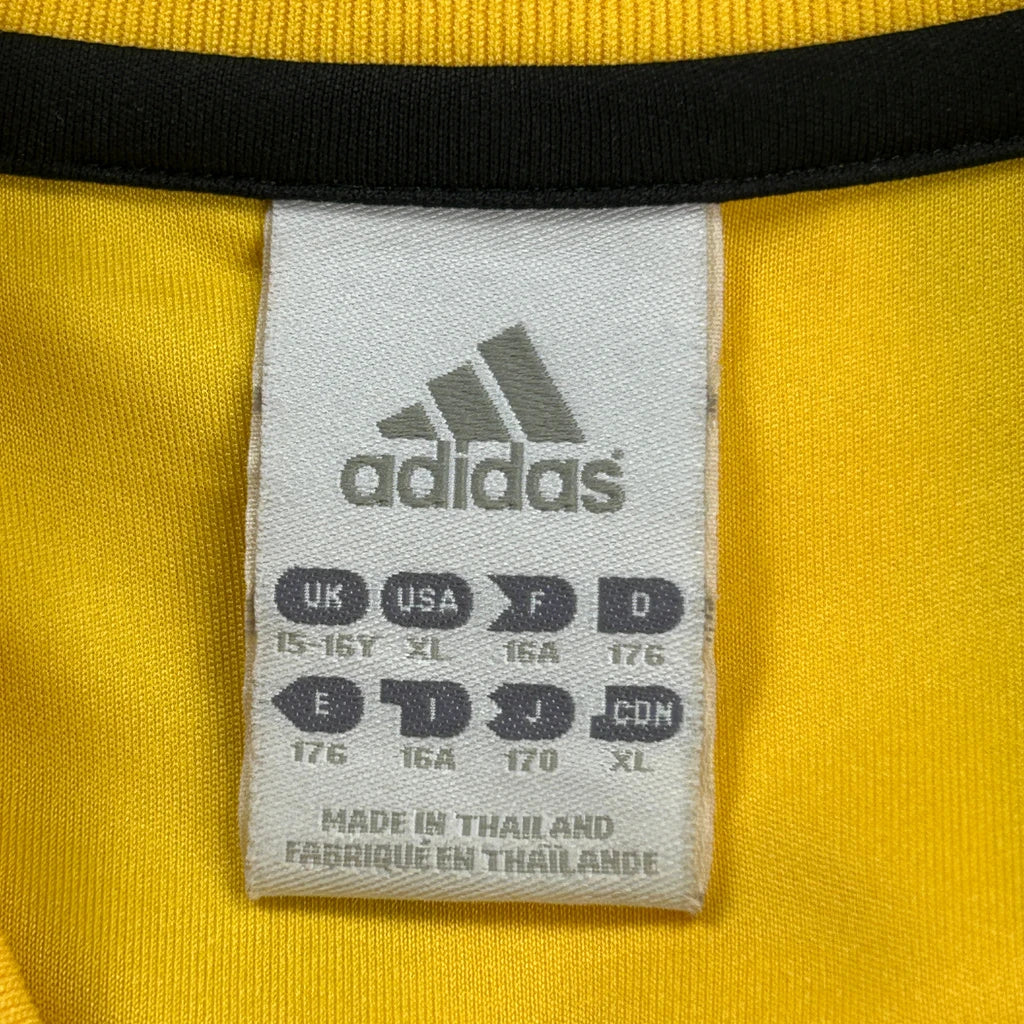 adidas®
UK USA F D
15-16Y XL 16A 176
E I J CDN
176 16A 170 XL
MADE IN THAILAND
FABRIQUÉ EN THAÏLANDE